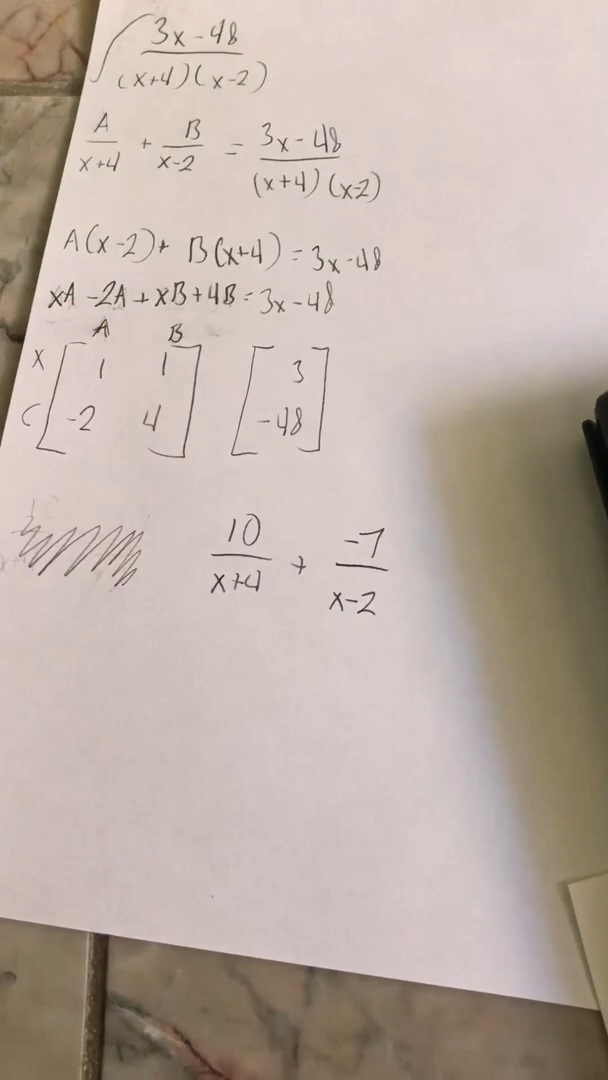 ∫ (3x - 48)/((x+4)(x-2))
A/(x+4) + B/(x-2) = (3x - 48)/((x+4)(x-2))
A(x-2) + B(x+4) = 3x - 48
xA - 2A + xB + 4B = 3x - 48
A B
x [ 1 1 ] [ 3 ]
C [ -2 4 ] [ -48 ]
10/(x+4) + -7/(x-2)